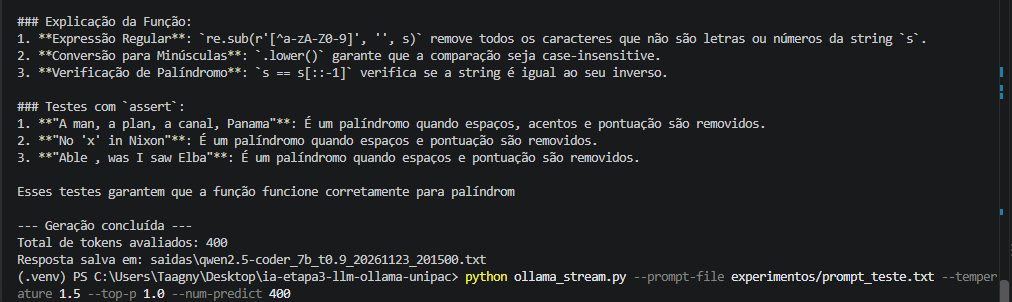 ### Explicação da Função:
1. **Expressão Regular**: `re.sub(r'[^a-zA-Z0-9]', '', s)` remove todos os caracteres que não são letras ou números da string `s`.
2. **Conversão para Minúsculas**: `.lower()` garante que a comparação seja case-insensitive.
3. **Verificação de Palíndromo**: `s == s[::-1]` verifica se a string é igual ao seu inverso.
### Testes com `assert`:
1. **"A man, a plan, a canal, Panama"**: É um palíndromo quando espaços, acentos e pontuação são removidos.
2. **"No 'x' in Nixon"**: É um palíndromo quando espaços e pontuação são removidos.
3. **"Able , was I saw Elba"**: É um palíndromo quando espaços e pontuação são removidos.
Esses testes garantem que a função funcione corretamente para palíndrom
--- Geração concluída ---
Total de tokens avaliados: 400
Resposta salva em: saidas\qwen2.5-coder_7b_t0.9_20261123_201500.txt
(.venv) PS C:\Users\Taagny\Desktop\ia-etapa3-llm-ollama-unipac> python ollama_stream.py --prompt-file experimentos/prompt_teste.txt --temper
ature 1.5 --top-p 1.0 --num-predict 400